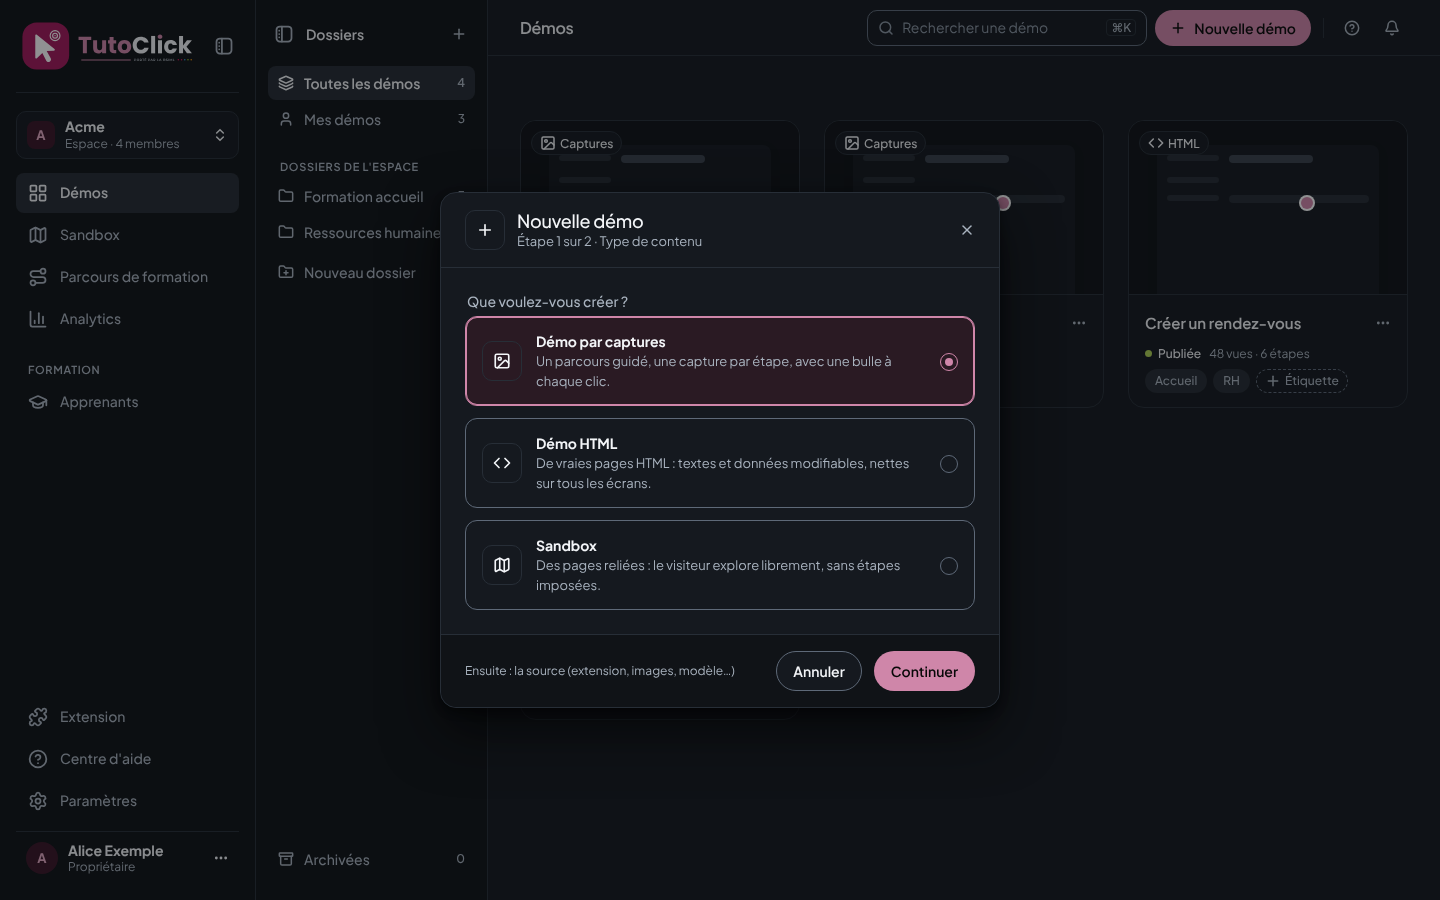 TutoClick
Acme
Espace · 4 membres
Démos
Sandbox
Parcours de formation
Analytics
FORMATION
Apprenants
Extension
Centre d'aide
Paramètres
Alice Exemple
Propriétaire
Dossiers
Toutes les démos 4
Mes démos 3
DOSSIERS DE L'ESPACE
Formation accueil
Ressources humaine
Nouveau dossier
Archivées 0
Démos
Rechercher une démo ⌘K
Nouvelle démo
Captures
Captures
HTML
Créer un rendez-vous
Publiée 48 vues · 6 étapes
Accueil RH + Étiquette
Nouvelle démo
Étape 1 sur 2 · Type de contenu
Que voulez-vous créer ?
Démo par captures
Un parcours guidé, une capture par étape, avec une bulle à
chaque clic.
Démo HTML
De vraies pages HTML : textes et données modifiables, nettes
sur tous les écrans.
Sandbox
Des pages reliées : le visiteur explore librement, sans étapes
imposées.
Ensuite : la source (extension, images, modèle…)
Annuler
Continuer